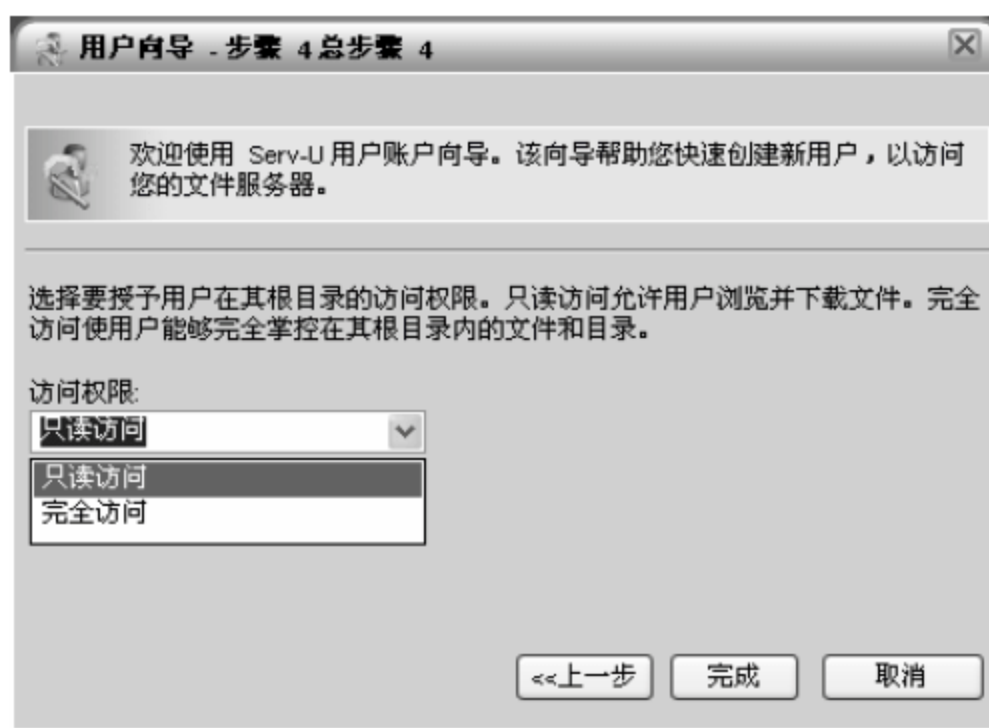 用户向导 - 步骤 4总步骤 4
欢迎使用 Serv-U 用户账户向导。该向导帮助您快速创建新用户，以访问
您的文件服务器。
选择要授予用户在其根目录的访问权限。只读访问允许用户浏览并下载文件。完全
访问使用户能够完全掌控在其根目录内的文件和目录。
访问权限:
只读访问
只读访问
完全访问
<<上一步 完成 取消